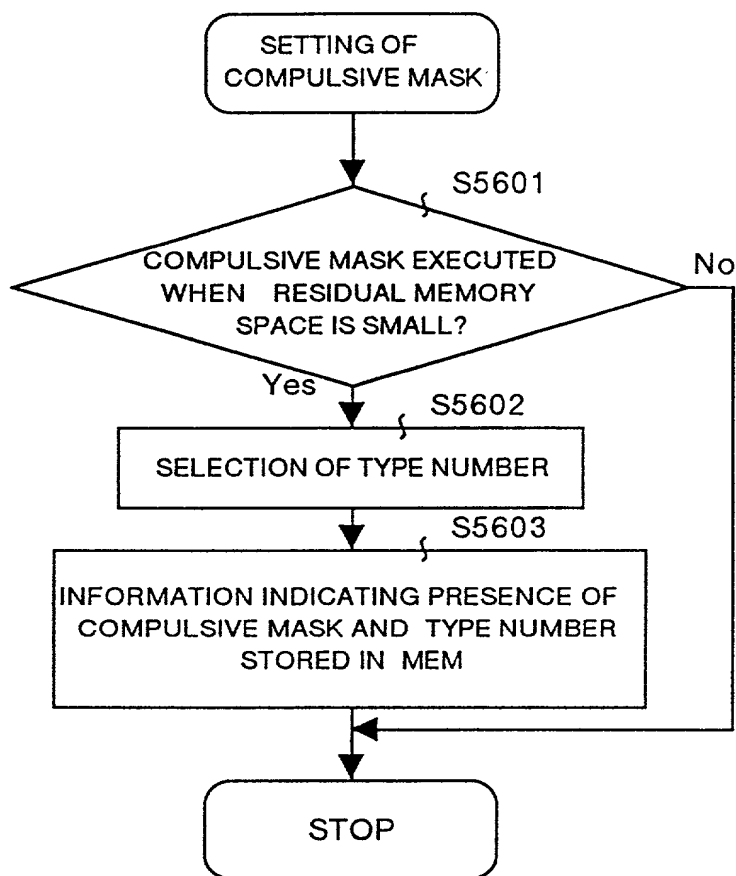 SETTING OF
COMPULSIVE MASK
S5601
COMPULSIVE MASK EXECUTED
WHEN RESIDUAL MEMORY
SPACE IS SMALL?
No
Yes
S5602
SELECTION OF TYPE NUMBER
S5603
INFORMATION INDICATING PRESENCE OF
COMPULSIVE MASK AND TYPE NUMBER
STORED IN MEM
STOP